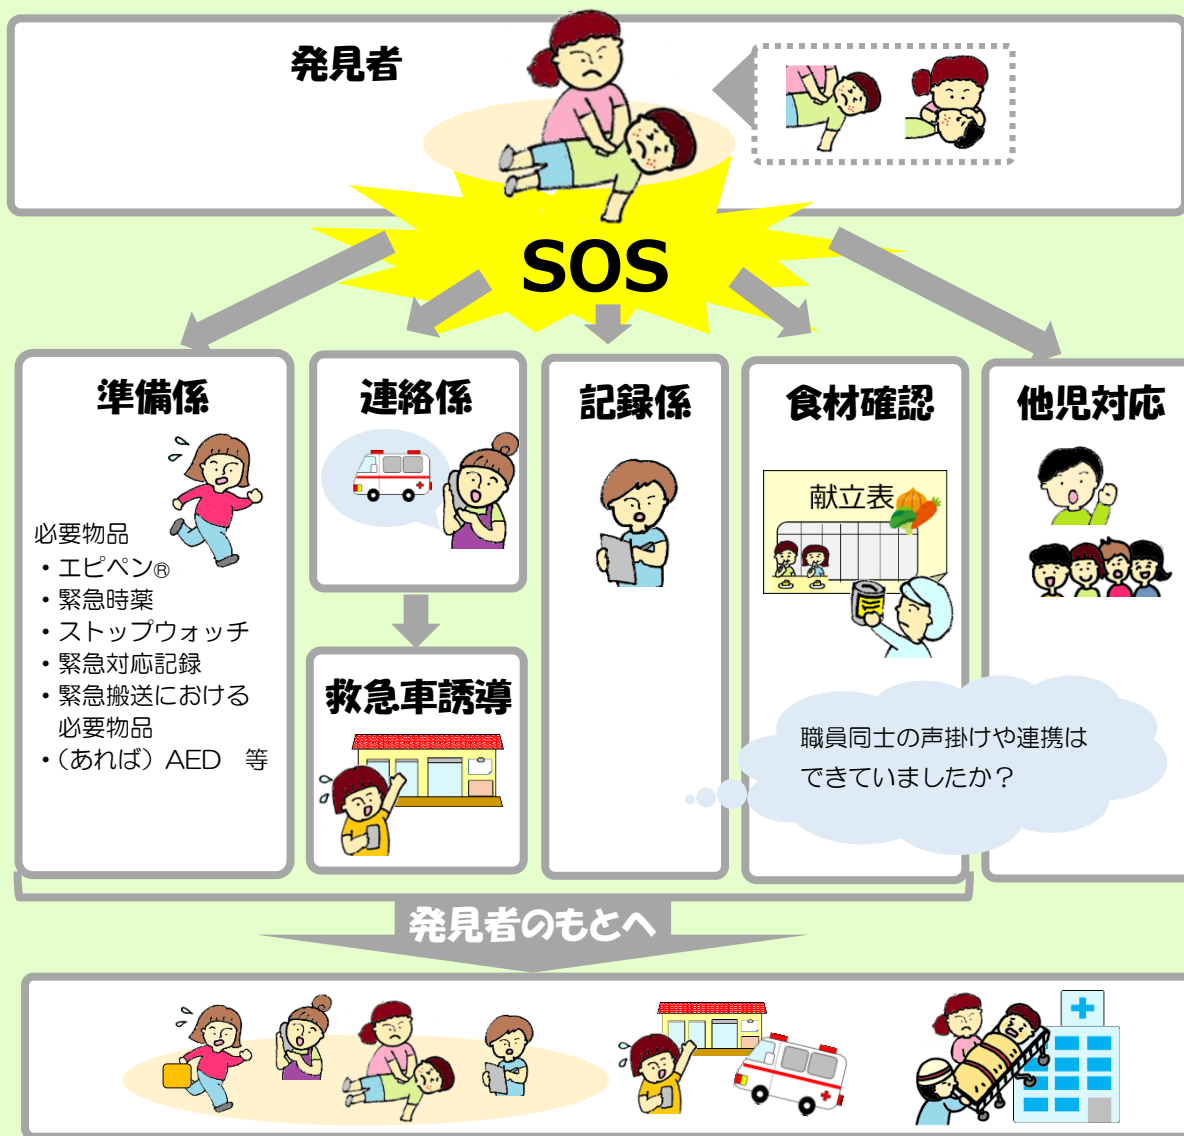 発見者
SOS
準備係
必要物品
・エピペン®
・緊急時薬
・ストップウォッチ
・緊急対応記録
・緊急搬送における
必要物品
・(あれば) AED 等
連絡係
救急車誘導
記録係
食材確認
献立表
他児対応
職員同士の声掛けや連携は
できていましたか？
発見者のもとへ